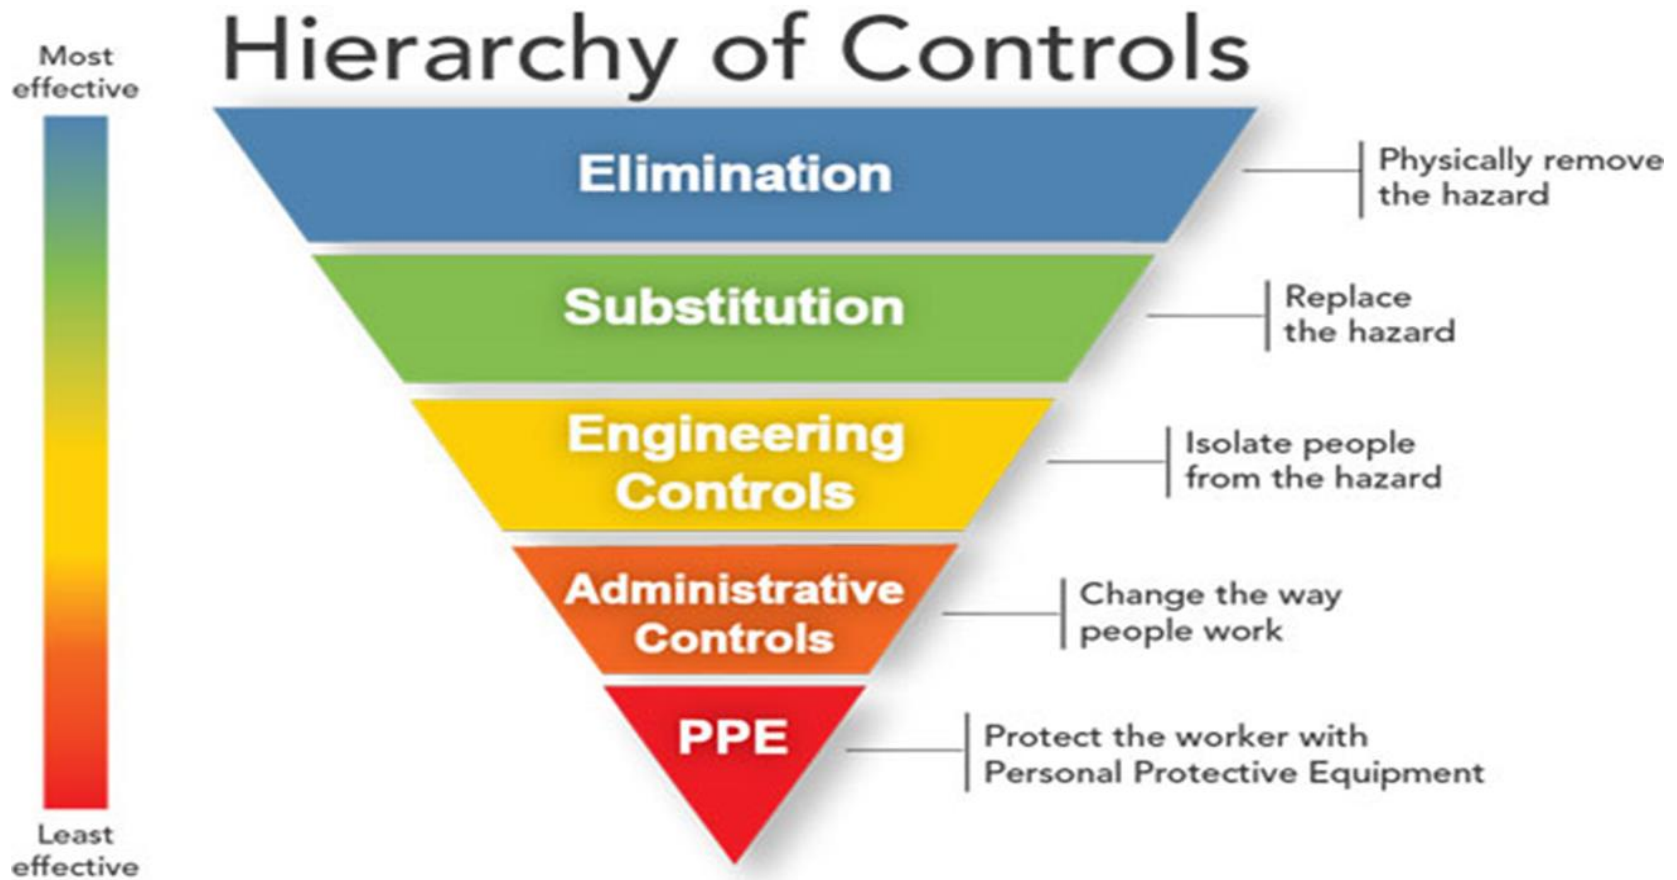 Hierarchy of Controls
Most
effective
Elimination
Physically remove
the hazard
Substitution
Replace
the hazard
Engineering
Controls
Isolate people
from the hazard
Administrative
Controls
Change the way
people work
PPE
Protect the worker with
Personal Protective Equipment
Least
effective